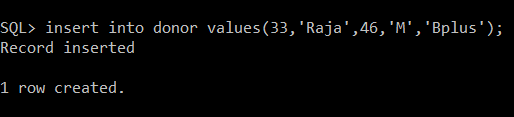 SQL> insert into donor values(33,'Raja',46,'M','Bplus');
Record inserted
1 row created.